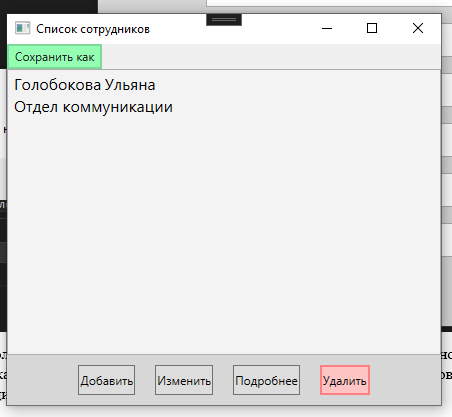 Список сотрудников
Сохранить как
Голобокова Ульяна
Отдел коммуникации
Добавить
Изменить
Подробнее
Удалить